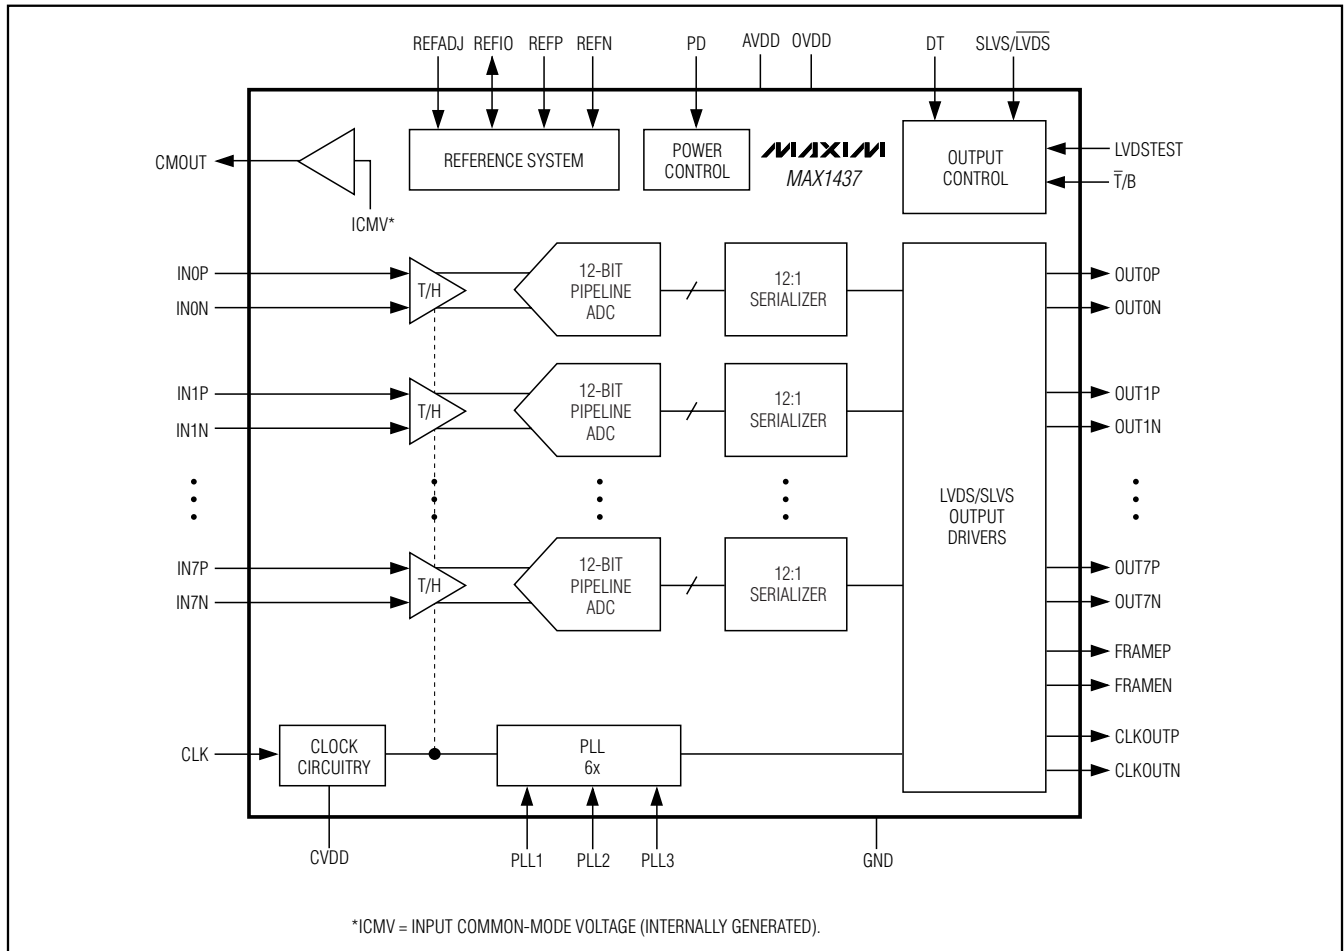 REFADJ REFIO REFP REFN PD AVDD OVDD DT SLVS/L̅V̅D̅S̅
CMOUT
ICMV*
REFERENCE SYSTEM
POWER
CONTROL
MAXIM
MAX1437
OUTPUT
CONTROL
LVDSTEST
T̅/B
IN0P
IN0N
T/H
12-BIT
PIPELINE
ADC
12:1
SERIALIZER
OUT0P
OUT0N
IN1P
IN1N
T/H
12-BIT
PIPELINE
ADC
12:1
SERIALIZER
OUT1P
OUT1N
LVDS/SLVS
OUTPUT
DRIVERS
IN7P
IN7N
T/H
12-BIT
PIPELINE
ADC
12:1
SERIALIZER
OUT7P
OUT7N
FRAMEP
FRAMEN
CLK
CLOCK
CIRCUITRY
PLL
6x
CLKOUTP
CLKOUTN
CVDD
PLL1 PLL2 PLL3
GND
*ICMV = INPUT COMMON-MODE VOLTAGE (INTERNALLY GENERATED).